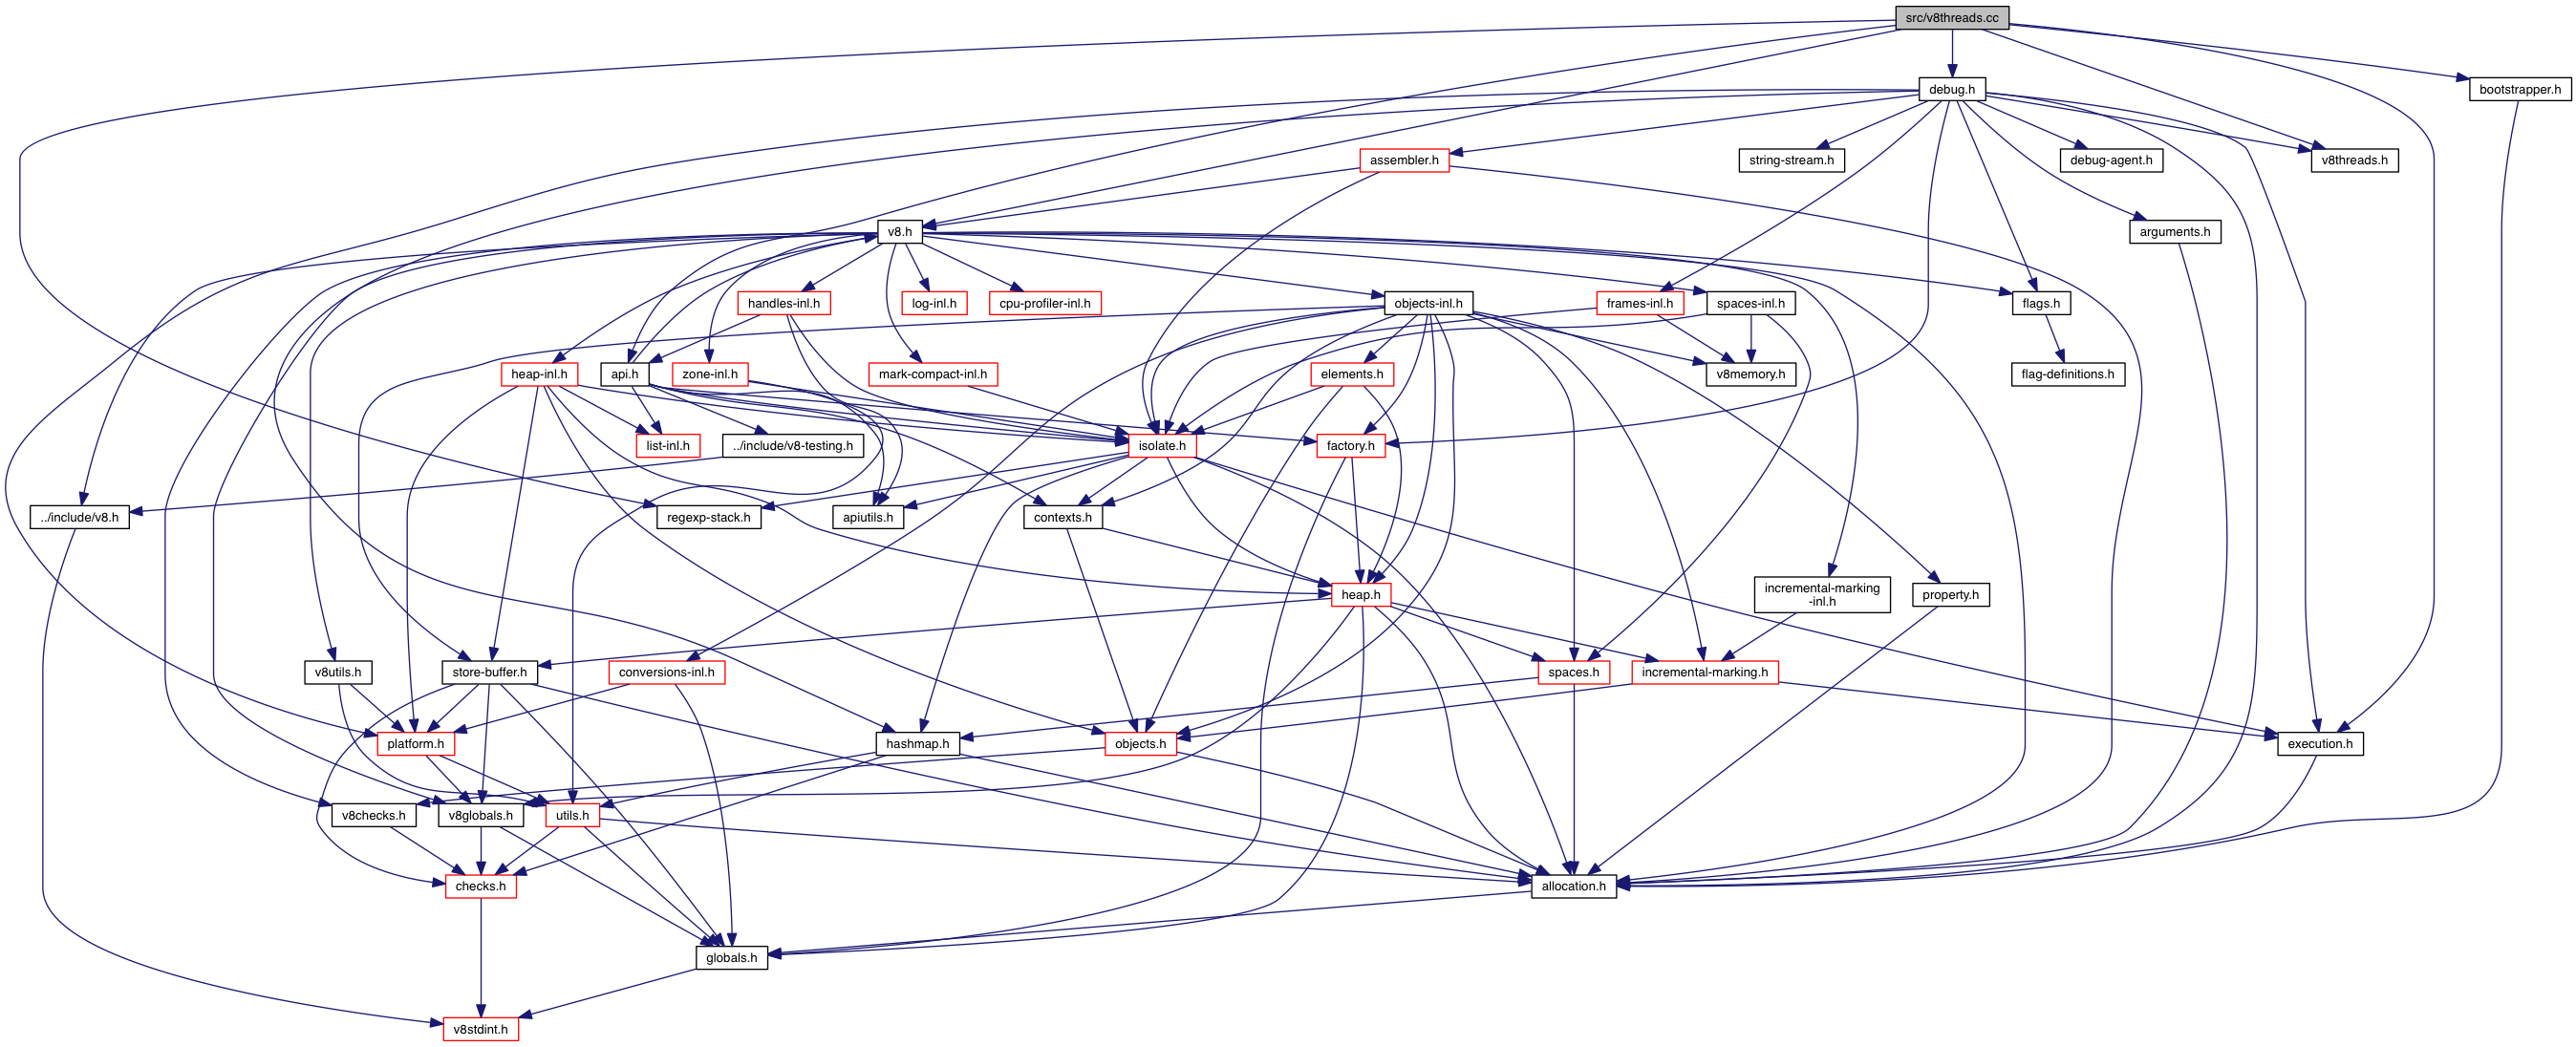 src/v8threads.cc
debug.h
bootstrapper.h
assembler.h
string-stream.h
debug-agent.h
v8threads.h
v8.h
arguments.h
handles-inl.h
log-inl.h
cpu-profiler-inl.h
objects-inl.h
frames-inl.h
spaces-inl.h
flags.h
heap-inl.h
api.h
zone-inl.h
mark-compact-inl.h
elements.h
v8memory.h
flag-definitions.h
list-inl.h
../include/v8-testing.h
isolate.h
factory.h
../include/v8.h
regexp-stack.h
apiutils.h
contexts.h
heap.h
incremental-marking
-inl.h
property.h
v8utils.h
store-buffer.h
conversions-inl.h
spaces.h
incremental-marking.h
platform.h
hashmap.h
objects.h
execution.h
v8checks.h
v8globals.h
utils.h
checks.h
allocation.h
globals.h
v8stdint.h